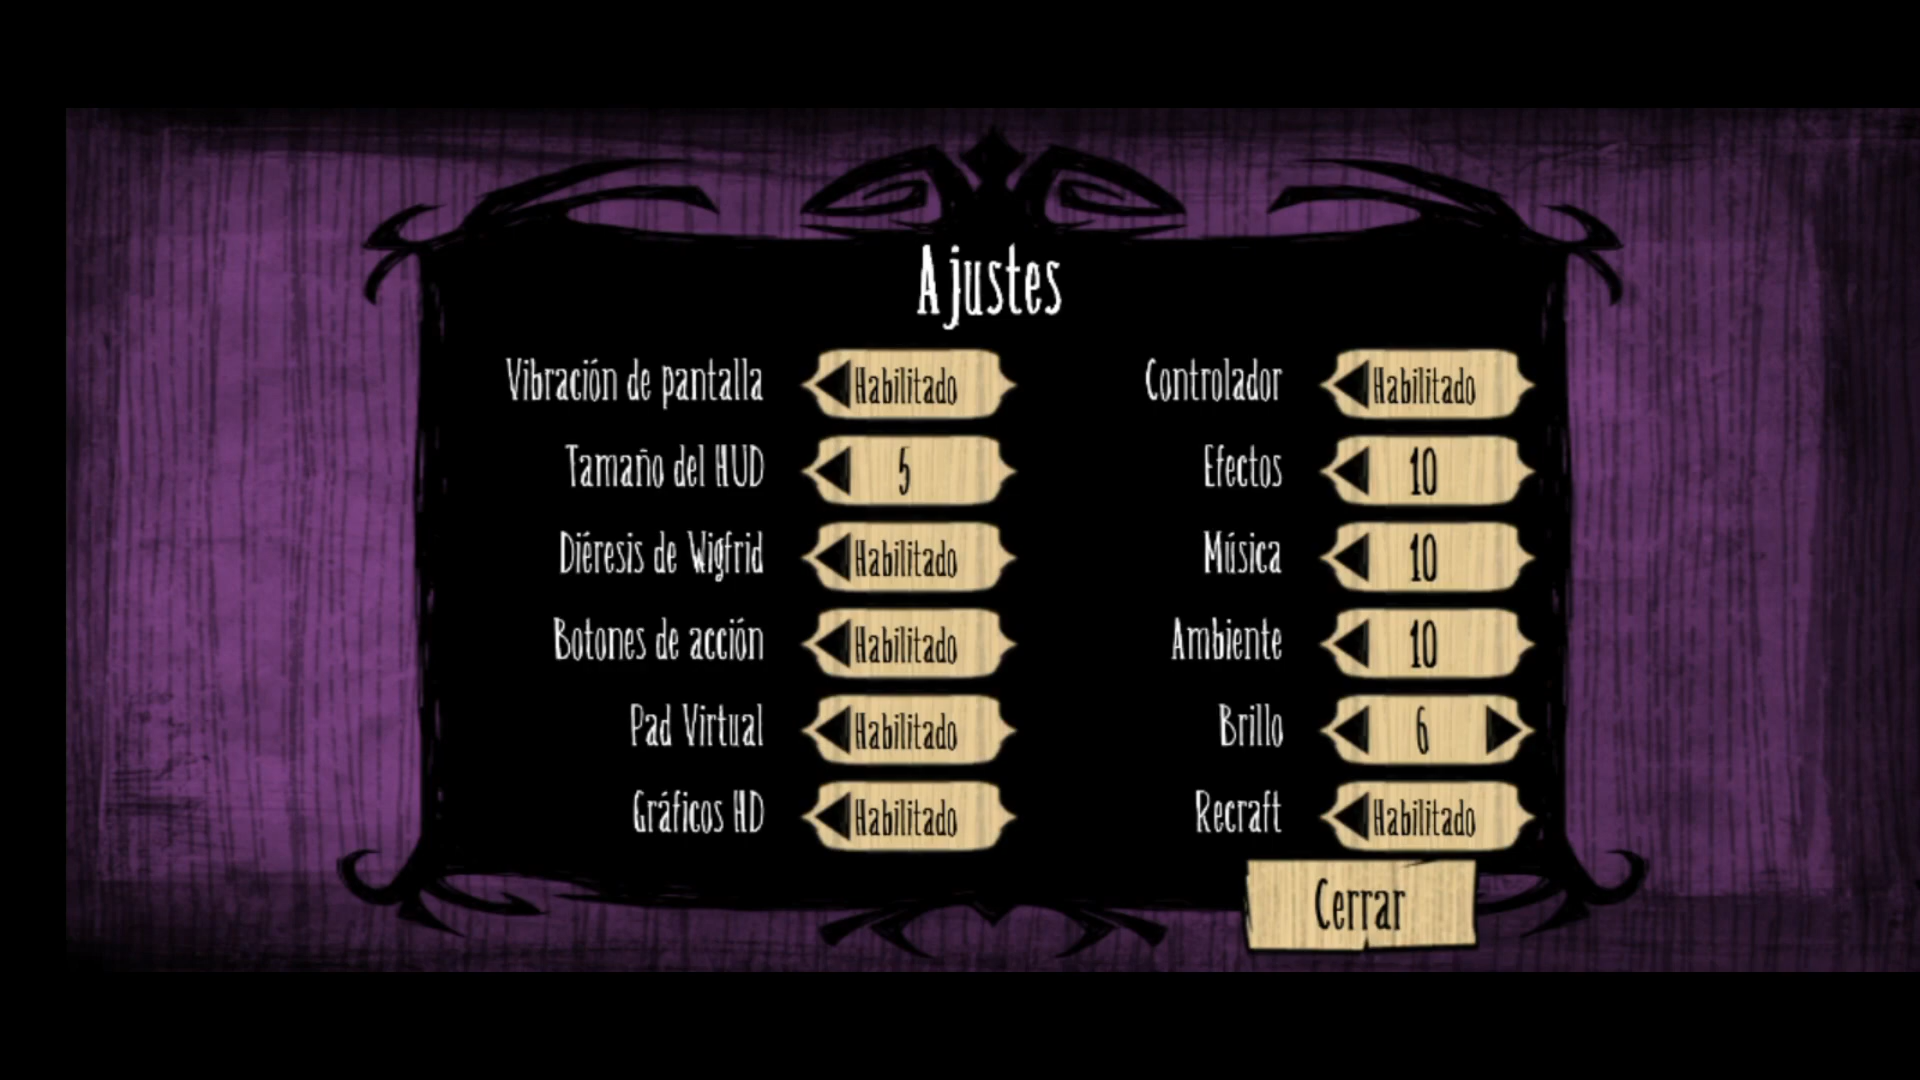 Ajustes
Vibración de pantalla Habilitado
Tamaño del HUD 5
Diéresis de Wigfrid Habilitado
Botones de acción Habilitado
Pad Virtual Habilitado
Gráficos HD Habilitado
Controlador Habilitado
Efectos 10
Música 10
Ambiente 10
Brillo 6
Recraft Habilitado
Cerrar